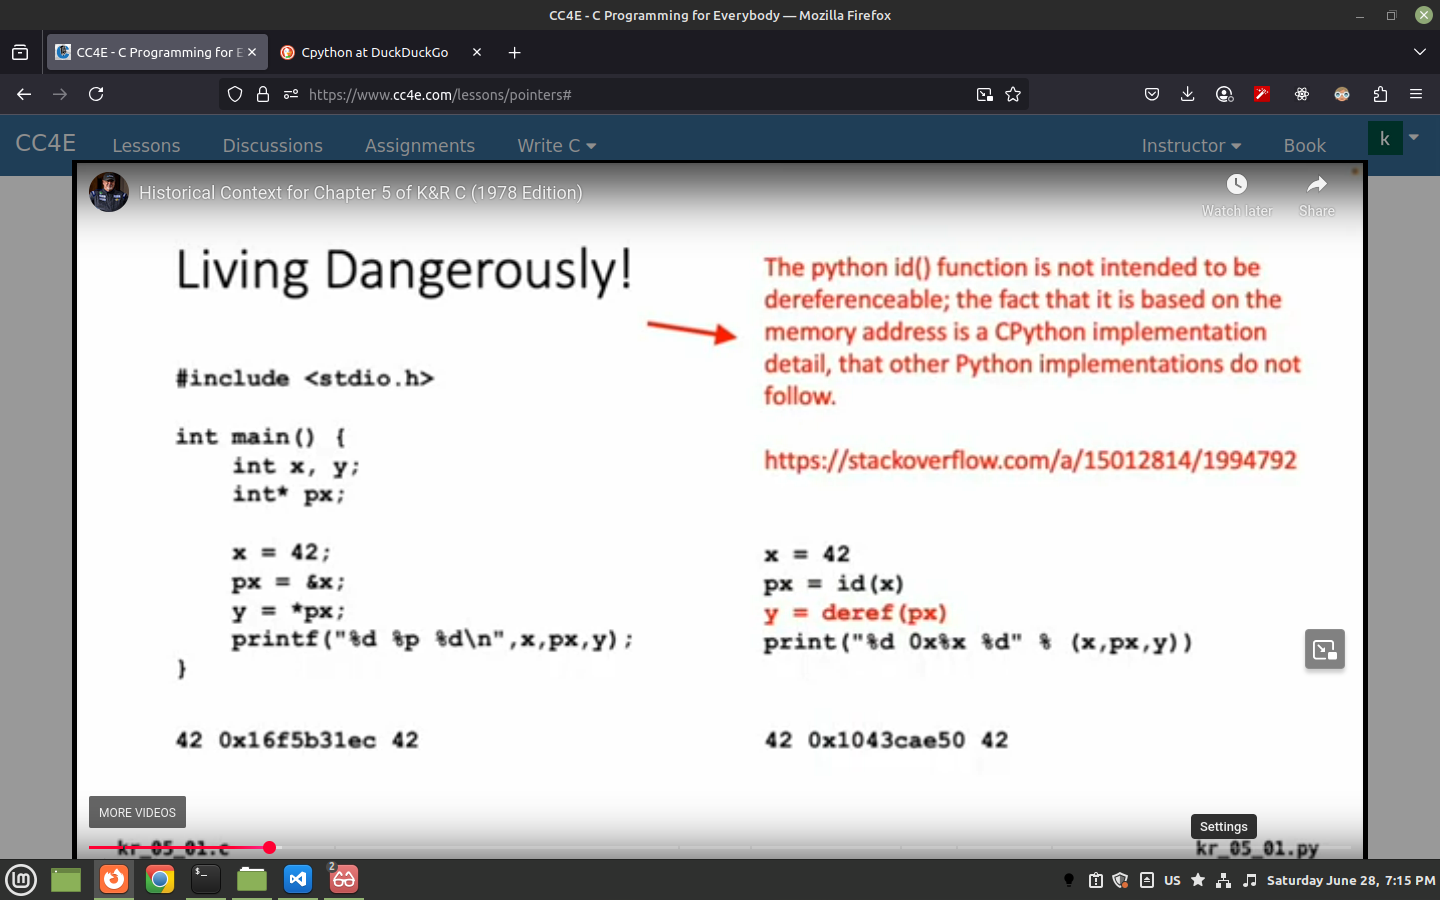 CC4E - C Programming for Everybody — Mozilla Firefox
CC4E - C Programming for E
Cpython at DuckDuckGo
https://www.cc4e.com/lessons/pointers#
CC4E
Lessons
Discussions
Assignments
Write C
Instructor
Book
k
Historical Context for Chapter 5 of K&R C (1978 Edition)
Watch later
Share
Living Dangerously!
The python id() function is not intended to be
dereferenceable; the fact that it is based on the
memory address is a CPython implementation
detail, that other Python implementations do not
follow.
https://stackoverflow.com/a/15012814/1994792
#include <stdio.h>
int main() {
int x, y;
int* px;
x = 42;
px = &x;
y = *px;
printf("%d %p %d\n",x,px,y);
}
42 0x16f5b31ec 42
x = 42
px = id(x)
y = deref(px)
print("%d 0x%x %d" % (x,px,y))
42 0x1043cae50 42
MORE VIDEOS
Settings
kr_05_01.c
kr_05_01.py
2
US
Saturday June 28, 7:15 PM